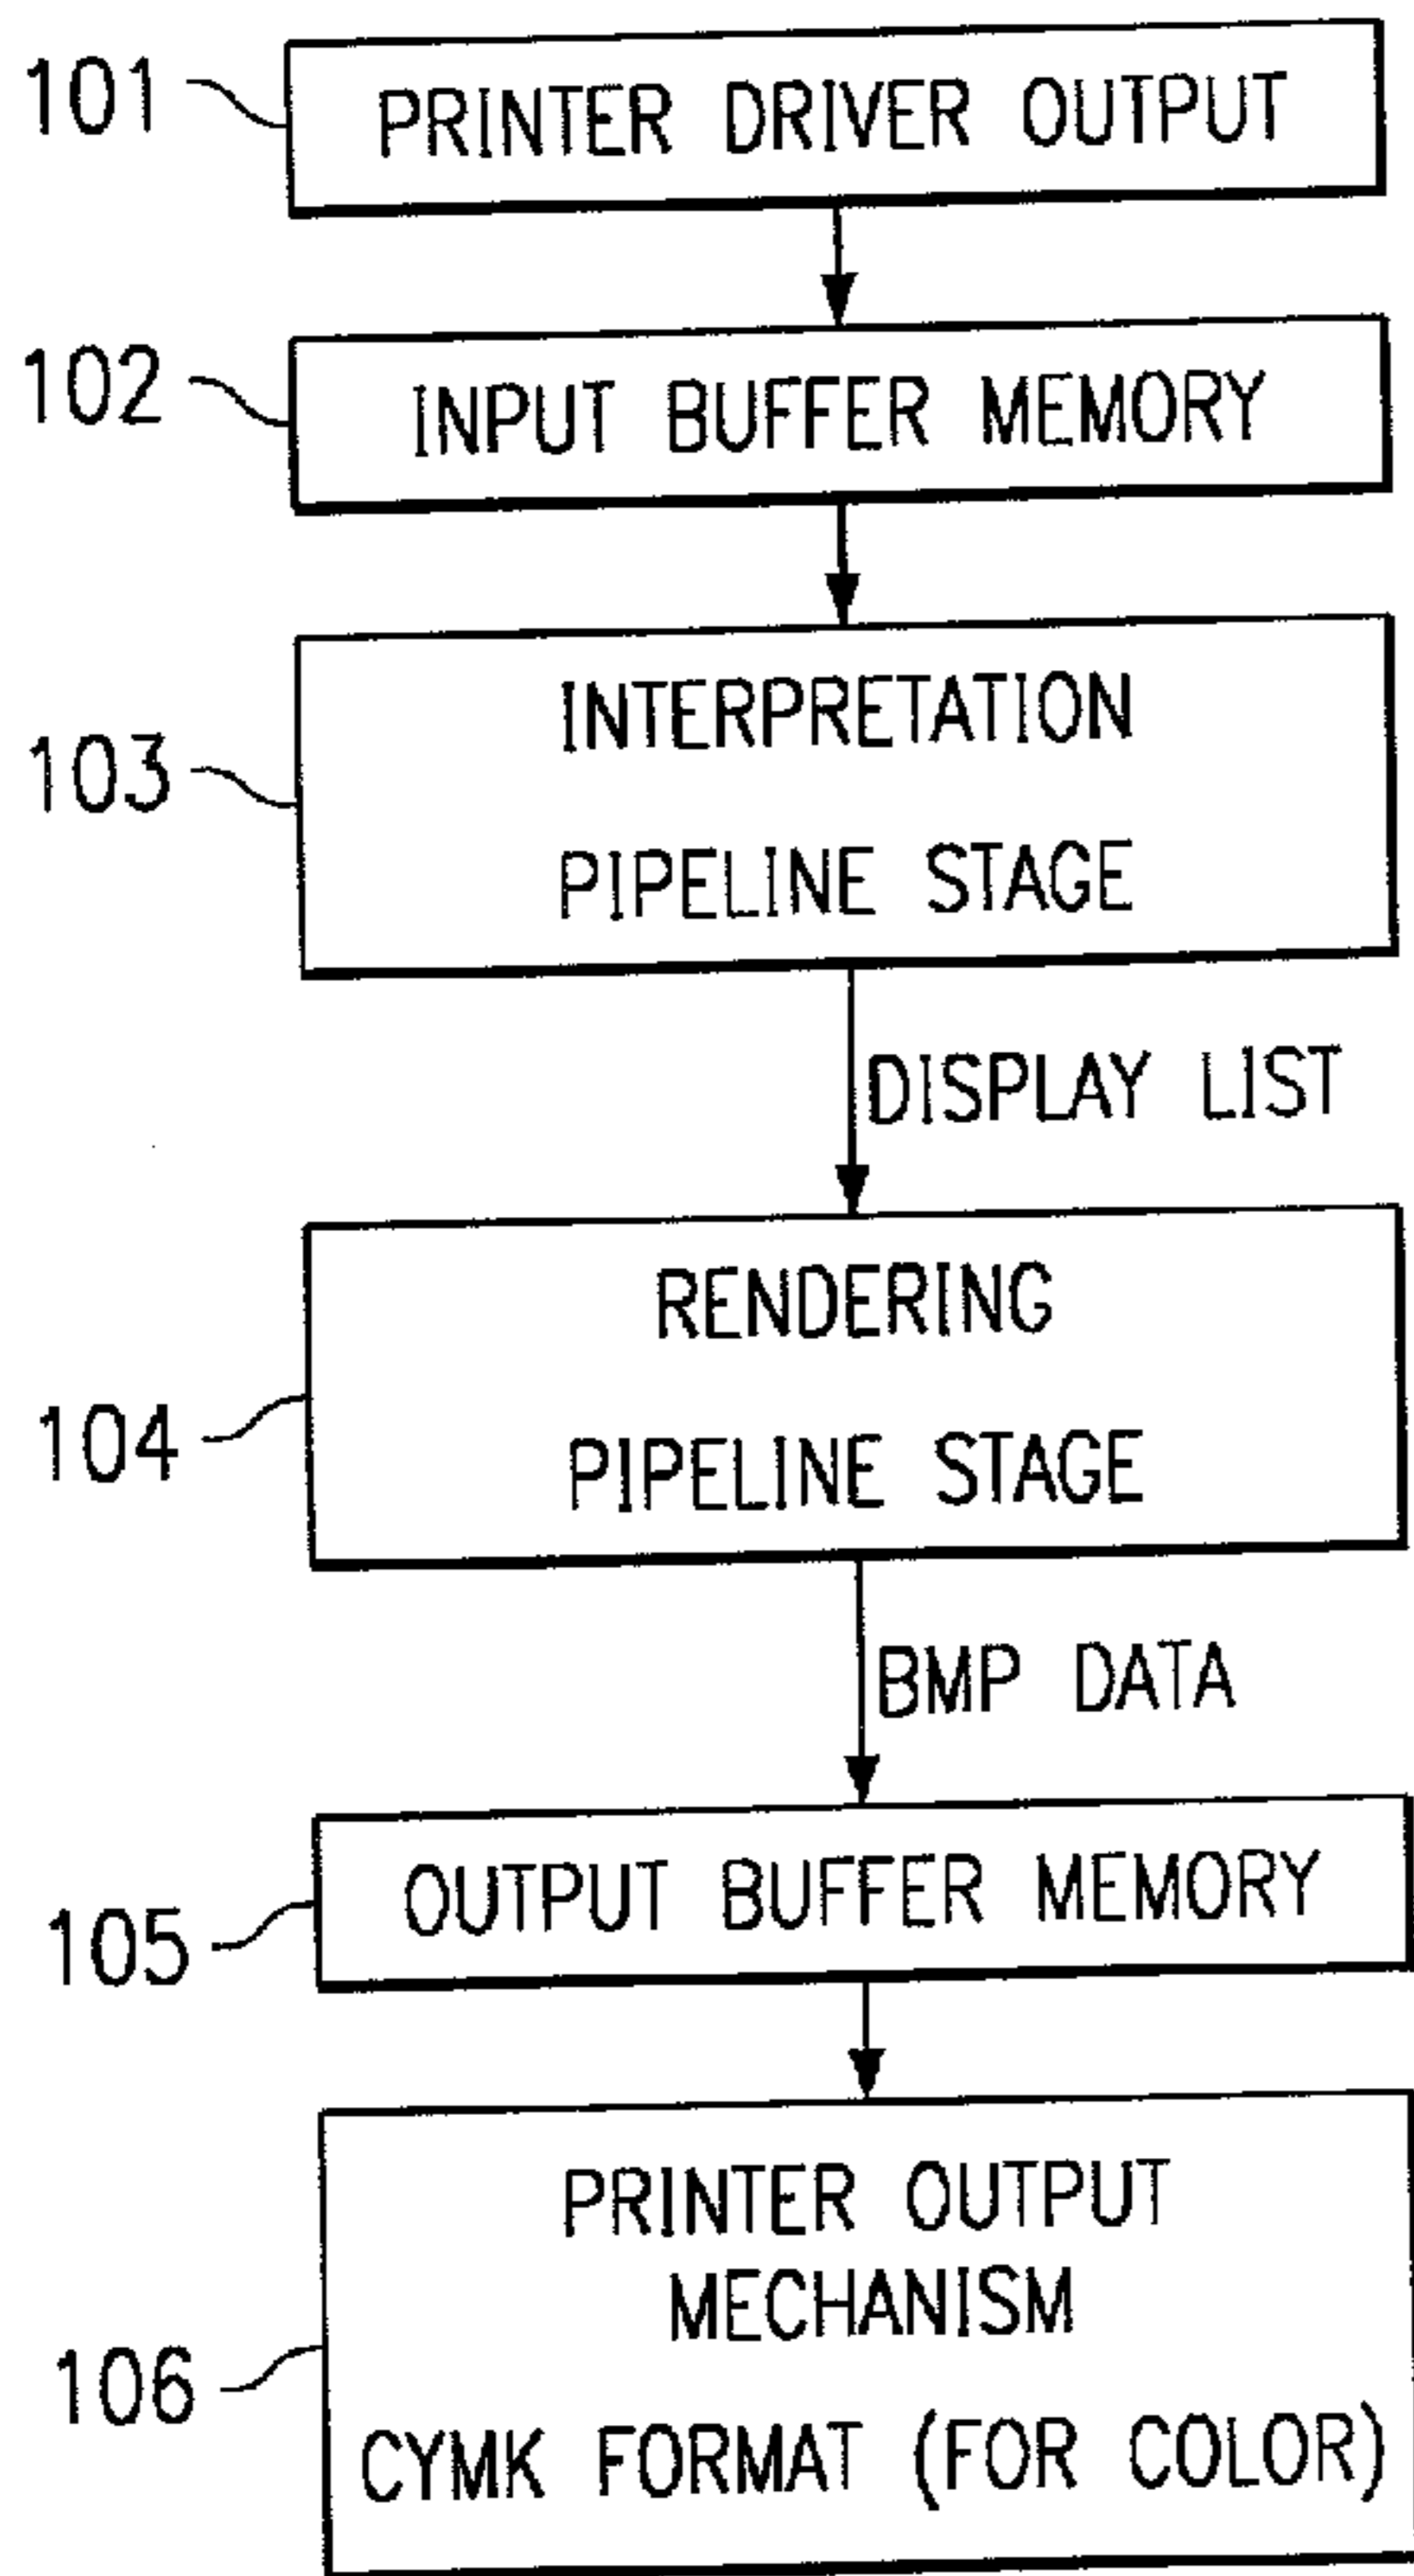 101 PRINTER DRIVER OUTPUT
102 INPUT BUFFER MEMORY
103 INTERPRETATION
PIPELINE STAGE
DISPLAY LIST
RENDERING
104 PIPELINE STAGE
BMP DATA
105 OUTPUT BUFFER MEMORY
PRINTER OUTPUT
MECHANISM
106 CYMK FORMAT (FOR COLOR)